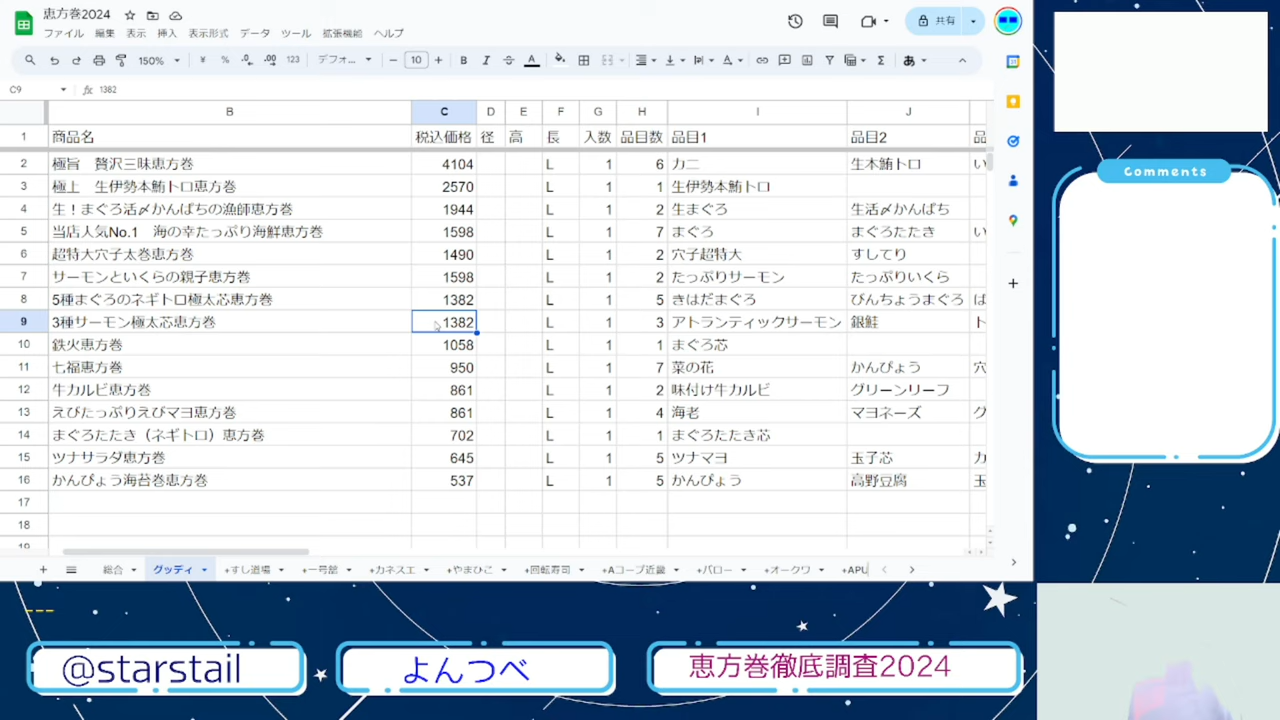 恵方巻2024
ファイル 編集 表示 挿入 表示形式 データ ツール 拡張機能 ヘルプ
共有
150% ¥ % .0 .00 123 デフォ... 10 B I A あ
C9 fx 1382
B C D E F G H I J
1 商品名 税込価格 径 高 長 入数 品目数 品目1 品目2 品
2 極旨 贅沢三昧恵方巻 4104 L 1 6 カニ 生本鮪トロ い
3 極上 生伊勢本鮪トロ恵方巻 2570 L 1 1 生伊勢本鮪トロ
4 生！まぐろ活〆かんぱちの漁師恵方巻 1944 L 1 2 生まぐろ 生活〆かんぱち
5 当店人気No.1 海の幸たっぷり海鮮恵方巻 1598 L 1 7 まぐろ まぐろたたき い
6 超特大穴子太巻恵方巻 1490 L 1 2 穴子超特大 すしてり
7 サーモンといくらの親子恵方巻 1598 L 1 2 たっぷりサーモン たっぷりいくら
8 5種まぐろのネギトロ極太芯恵方巻 1382 L 1 5 きはだまぐろ びんちょうまぐろ ば
9 3種サーモン極太芯恵方巻 1382 L 1 3 アトランティックサーモン 銀鮭 ト
10 鉄火恵方巻 1058 L 1 1 まぐろ芯
11 七福恵方巻 950 L 1 7 菜の花 かんぴょう 穴
12 牛カルビ恵方巻 861 L 1 2 味付け牛カルビ グリーンリーフ
13 えびたっぷりえびマヨ恵方巻 861 L 1 4 海老 マヨネーズ グ
14 まぐろたたき（ネギトロ）恵方巻 702 L 1 1 まぐろたたき芯
15 ツナサラダ恵方巻 645 L 1 5 ツナマヨ 玉子芯 カ
16 かんぴょう海苔巻恵方巻 537 L 1 5 かんぴょう 高野豆腐 玉
17
18
19
総合 グッディ +すし道場 +一号舘 +カネスエ +やまひこ +回転寿司 +Aコープ近畿 +バロー +オークワ +APU
Comments
---
@starstail
よんつべ
恵方巻徹底調査2024